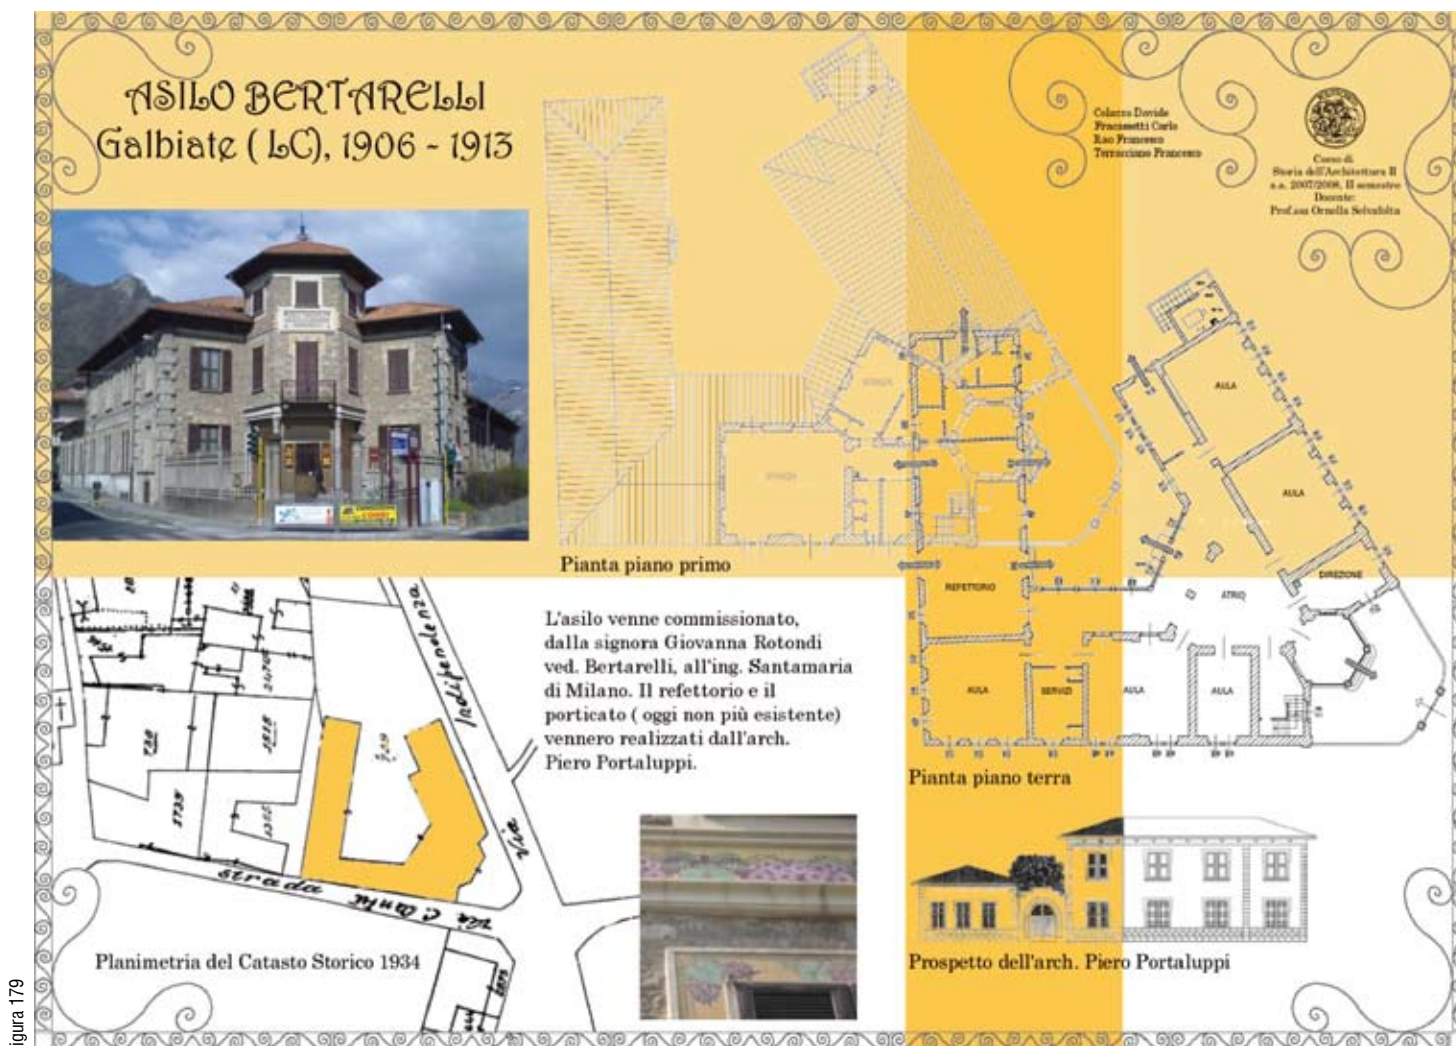 ASILO BERTARELLI
Galbiate ( LC), 1906 - 1913
Colazzo Davide
Fracassetti Carlo
Rao Francesco
Terracciano Francesco
Corso di
Storia dell'Architettura II
a.a. 2007/2008, II semestre
Docente:
Prof.ssa Ornella Selvafolta
Pianta piano primo
AULA
AULA
DIREZIONE
ATRIO
REFETTORIO
AULA
SERVIZI
AULA
AULA
Pianta piano terra
L'asilo venne commissionato,
dalla signora Giovanna Rotondi
ved. Bertarelli, all'ing. Santamaria
di Milano. Il refettorio e il
porticato ( oggi non più esistente)
vennero realizzati dall'arch.
Piero Portaluppi.
Via Indipendenza
strada
via C. Cantù
Planimetria del Catasto Storico 1934
Prospetto dell'arch. Piero Portaluppi
igura 179